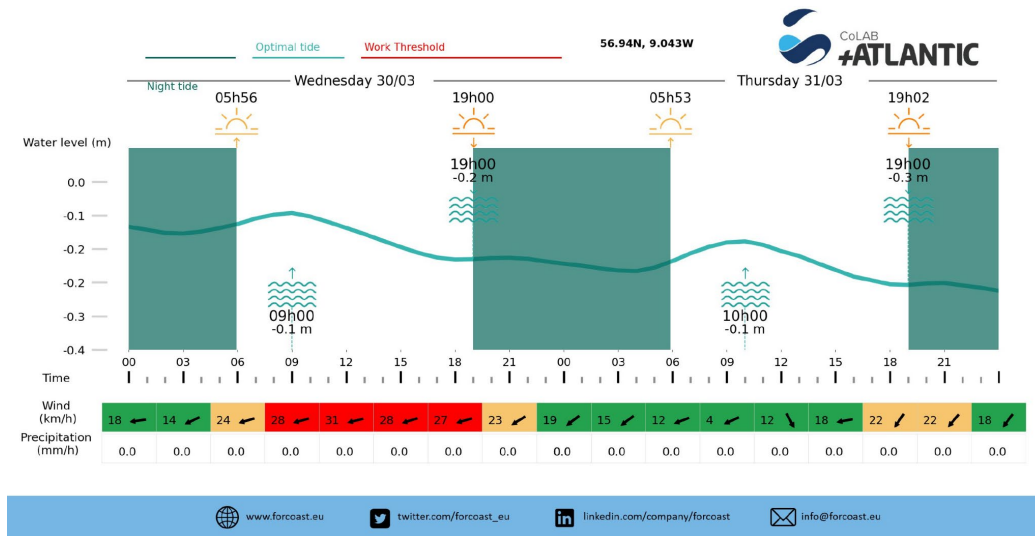 Optimal tide Work Threshold 56.94N, 9.043W CoLAB
+ATLANTIC
Night tide Wednesday 30/03 Thursday 31/03
05h56 19h00 05h53 19h02
Water level (m)
19h00 19h00
-0.2 m -0.3 m
0.0
-0.1
-0.2
-0.3
-0.4
09h00 10h00
-0.1 m -0.1 m
00 03 06 09 12 15 18 21 00 03 06 09 12 15 18 21
Time
Wind
(km/h)
18 14 24 28 31 28 27 23 19 15 12 4 12 18 22 22 18
Precipitation
(mm/h)
0.0 0.0 0.0 0.0 0.0 0.0 0.0 0.0 0.0 0.0 0.0 0.0 0.0 0.0 0.0 0.0 0.0
www.forcoast.eu twitter.com/forcoast_eu in linkedin.com/company/forcoast info@forcoast.eu